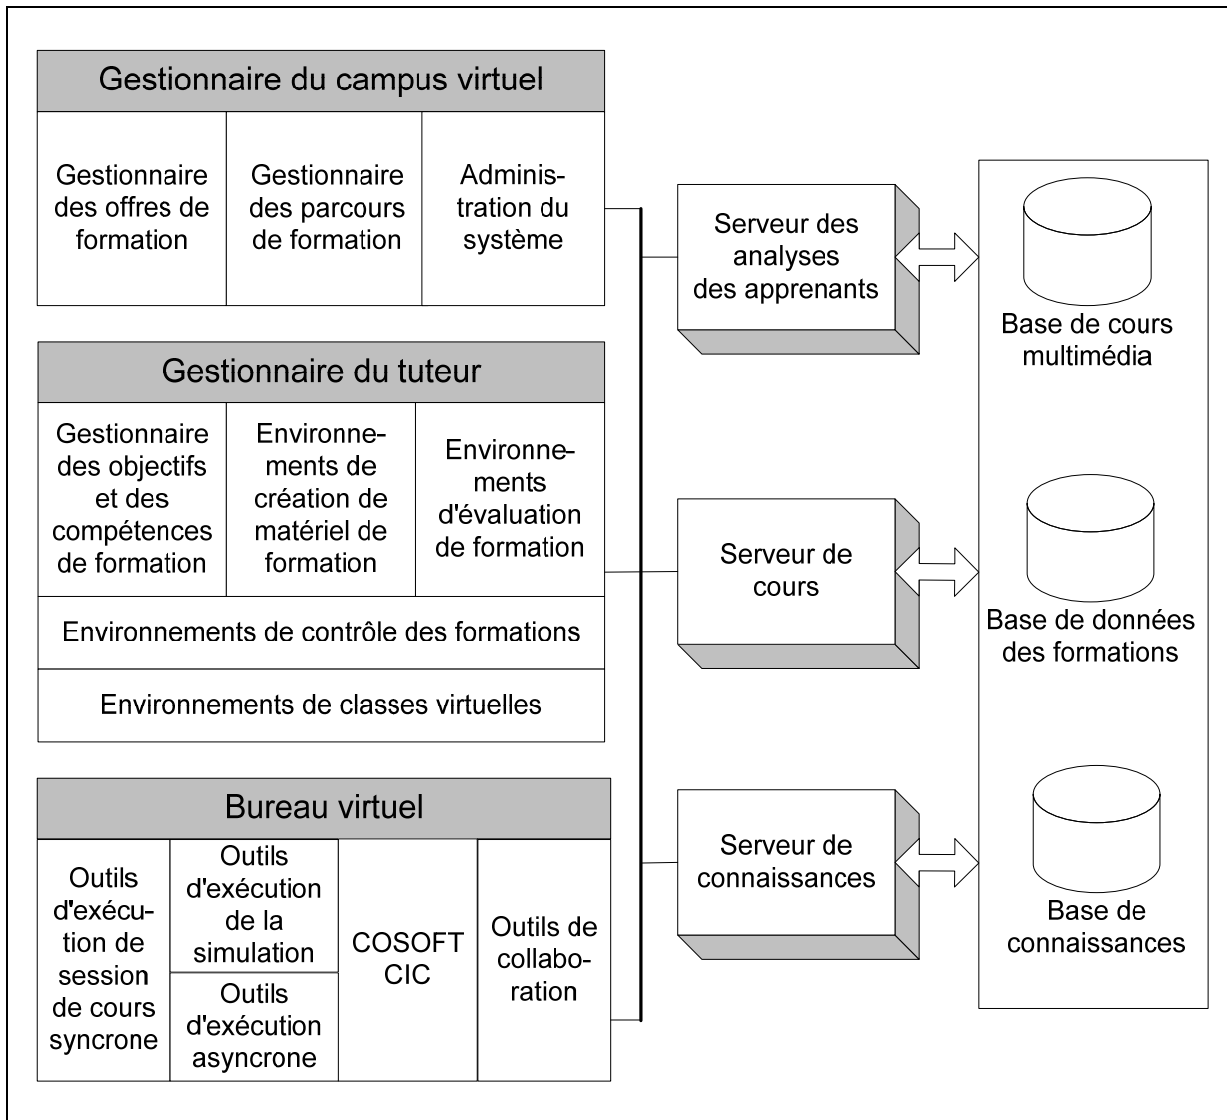 Gestionnaire du campus virtuel
Gestionnaire
des offres de
formation
Gestionnaire
des parcours
de formation
Adminis-
tration du
système
Gestionnaire du tuteur
Gestionnaire
des objectifs
et des
compétences
de formation
Environne-
ments de
création de
matériel de
formation
Environne-
ments
d'évaluation
de formation
Environnements de contrôle des formations
Environnements de classes virtuelles
Bureau virtuel
Outils
d'exécu-
tion de
session
de cours
syncrone
Outils
d'exécution
de la
simulation
Outils
d'exécution
asyncrone
COSOFT
CIC
Outils de
collabo-
ration
Serveur des
analyses
des apprenants
Serveur de
cours
Serveur de
connaissances
Base de cours
multimédia
Base de données
des formations
Base de
connaissances